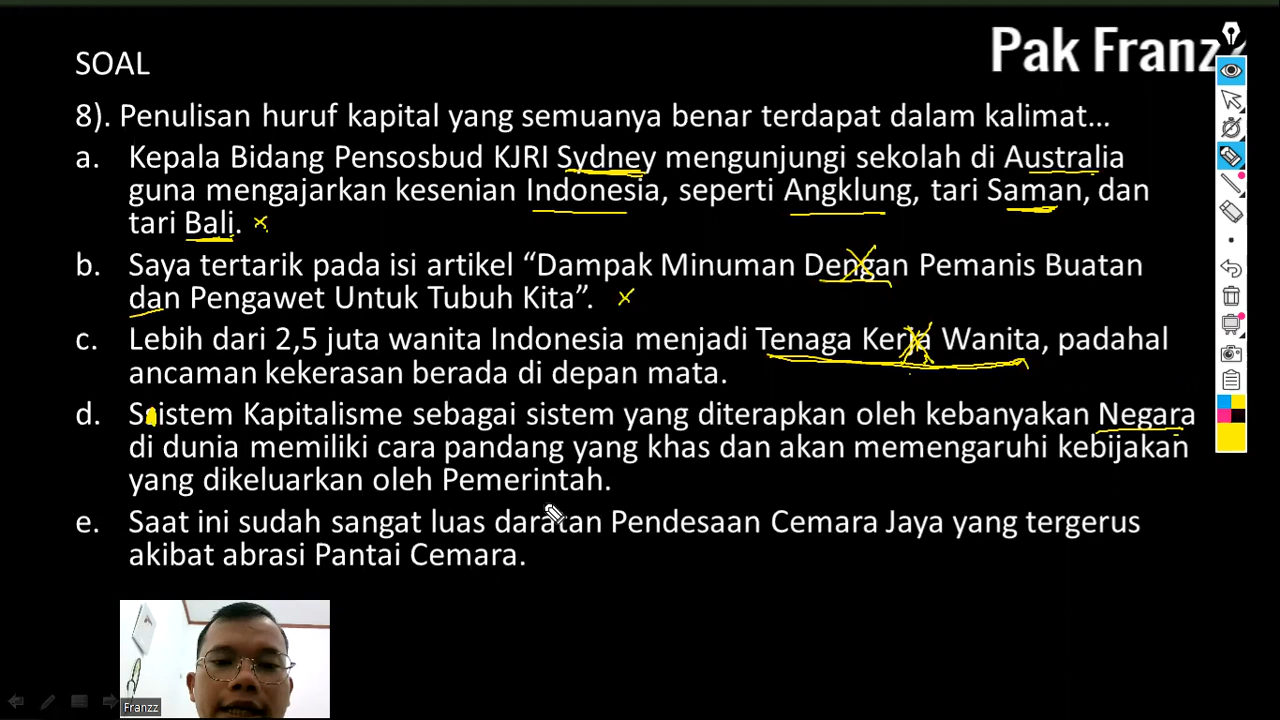 Pak Franzz
SOAL
8). Penulisan huruf kapital yang semuanya benar terdapat dalam kalimat...
a. Kepala Bidang Pensosbud KJRI Sydney mengunjungi sekolah di Australia
guna mengajarkan kesenian Indonesia, seperti Angklung, tari Saman, dan
tari Bali.
b. Saya tertarik pada isi artikel “Dampak Minuman Dengan Pemanis Buatan
dan Pengawet Untuk Tubuh Kita”.
c. Lebih dari 2,5 juta wanita Indonesia menjadi Tenaga Kerja Wanita, padahal
ancaman kekerasan berada di depan mata.
d. Saistem Kapitalisme sebagai sistem yang diterapkan oleh kebanyakan Negara
di dunia memiliki cara pandang yang khas dan akan memengaruhi kebijakan
yang dikeluarkan oleh Pemerintah.
e. Saat ini sudah sangat luas daratan Pendesaan Cemara Jaya yang tergerus
akibat abrasi Pantai Cemara.
Franzz